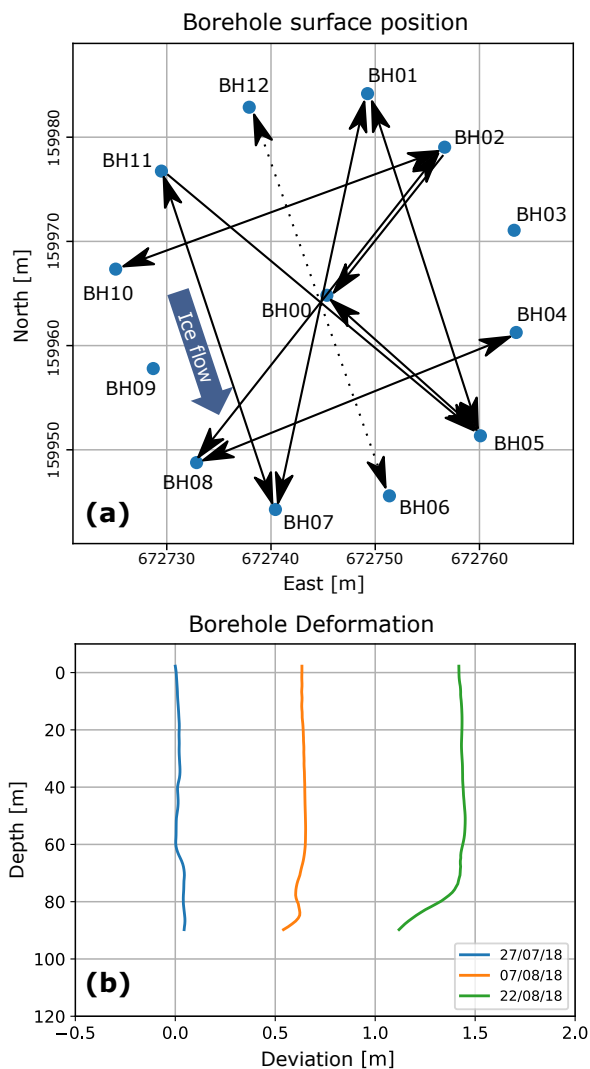 Borehole surface position
BH12
BH01
BH02
BH11
BH03
BH10
BH00
BH04
Ice flow
BH09
BH05
BH08
BH07
BH06
(a)
159980
159970
159960
159950
North [m]
672730 672740 672750 672760
East [m]
Borehole Deformation
0
20
40
60
80
100
120
Depth [m]
(b)
27/07/18
07/08/18
22/08/18
−0.5 0.0 0.5 1.0 1.5 2.0
Deviation [m]